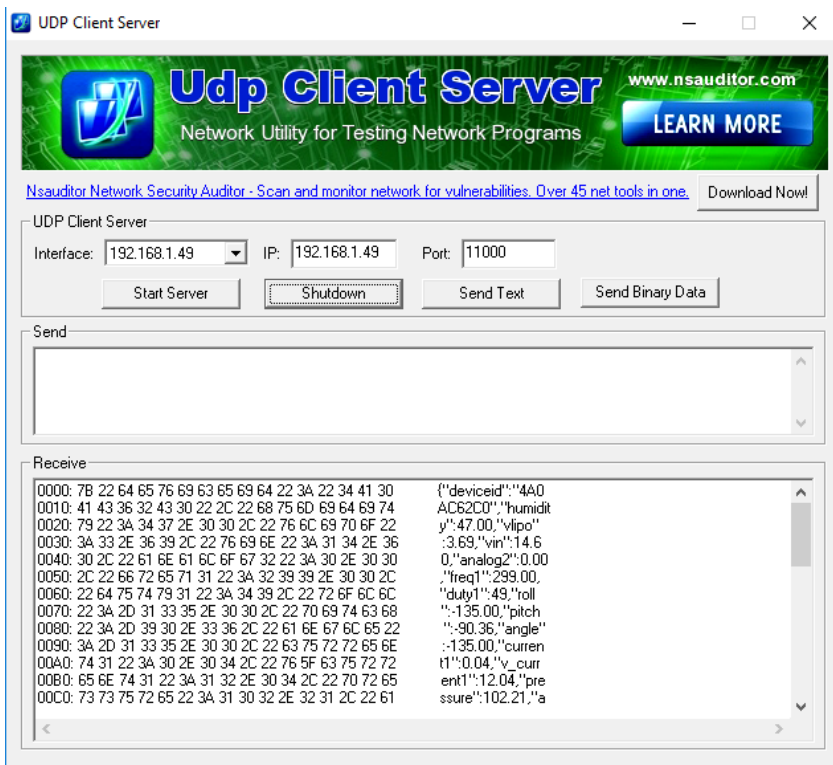 UDP Client Server
Udp Client Server
www.nsauditor.com
Network Utility for Testing Network Programs
LEARN MORE
Nsauditor Network Security Auditor - Scan and monitor network for vulnerabilities. Over 45 net tools in one. Download Now!
UDP Client Server
Interface: 192.168.1.49 IP: 192.168.1.49 Port: 11000
Start Server Shutdown Send Text Send Binary Data
Send
Receive
0000: 7B 22 64 65 76 69 63 65 69 64 22 3A 22 34 41 30 {"deviceid":"4A0
0010: 41 43 36 32 43 30 22 2C 22 68 75 6D 69 64 69 74 AC62C0","humidit
0020: 79 22 3A 34 37 2E 30 30 2C 22 76 6C 69 70 6F 22 y":47.00,"vlipo"
0030: 3A 33 2E 36 39 2C 22 76 69 6E 22 3A 31 34 2E 36 :3.69,"vin":14.6
0040: 30 2C 22 61 6E 61 6C 6F 67 32 22 3A 30 2E 30 30 0,"analog2":0.00
0050: 2C 22 66 72 65 71 31 22 3A 32 39 39 2E 30 30 2C ,"freq1":299.00,
0060: 22 64 75 74 79 31 22 3A 34 39 2C 22 72 6F 6C 6C "duty1":49,"roll
0070: 22 3A 2D 31 33 35 2E 30 30 2C 22 70 69 74 63 68 ":-135.00,"pitch
0080: 22 3A 2D 39 30 2E 33 36 2C 22 61 6E 67 6C 65 22 ":-90.36,"angle"
0090: 3A 2D 31 33 35 2E 30 30 2C 22 63 75 72 72 65 6E :-135.00,"curren
00A0: 74 31 22 3A 30 2E 30 34 2C 22 76 5F 63 75 72 72 t1":0.04,"v_curr
00B0: 65 6E 74 31 22 3A 31 32 2E 30 34 2C 22 70 72 65 ent1":12.04,"pre
00C0: 73 73 75 72 65 22 3A 31 30 32 2E 32 31 2C 22 61 ssure":102.21,"a